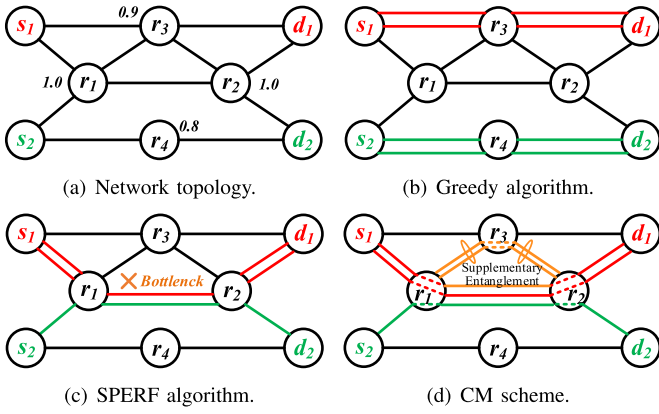 0.9
s1 r3 d1
1.0 r1 r2 1.0
0.8
s2 r4 d2
(a) Network topology.
s1 r3 d1
r1 r2
s2 r4 d2
(b) Greedy algorithm.
s1 r3 d1
Bottlenck
r1 r2
s2 r4 d2
(c) SPERF algorithm.
s1 r3 d1
Supplementary
Entanglement
r1 r2
s2 r4 d2
(d) CM scheme.